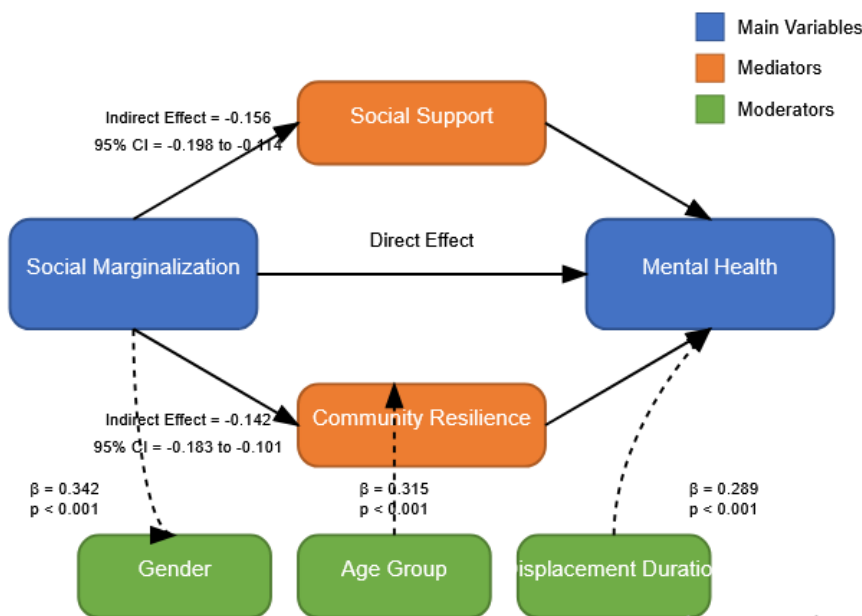 Main Variables
Mediators
Moderators
Indirect Effect = -0.156
95% CI = -0.198 to -0.114
Social Support
Social Marginalization
Direct Effect
Mental Health
Indirect Effect = -0.142
95% CI = -0.183 to -0.101
Community Resilience
β = 0.342
p < 0.001
β = 0.315
p < 0.001
β = 0.289
p < 0.001
Gender
Age Group
isplacement Duratio